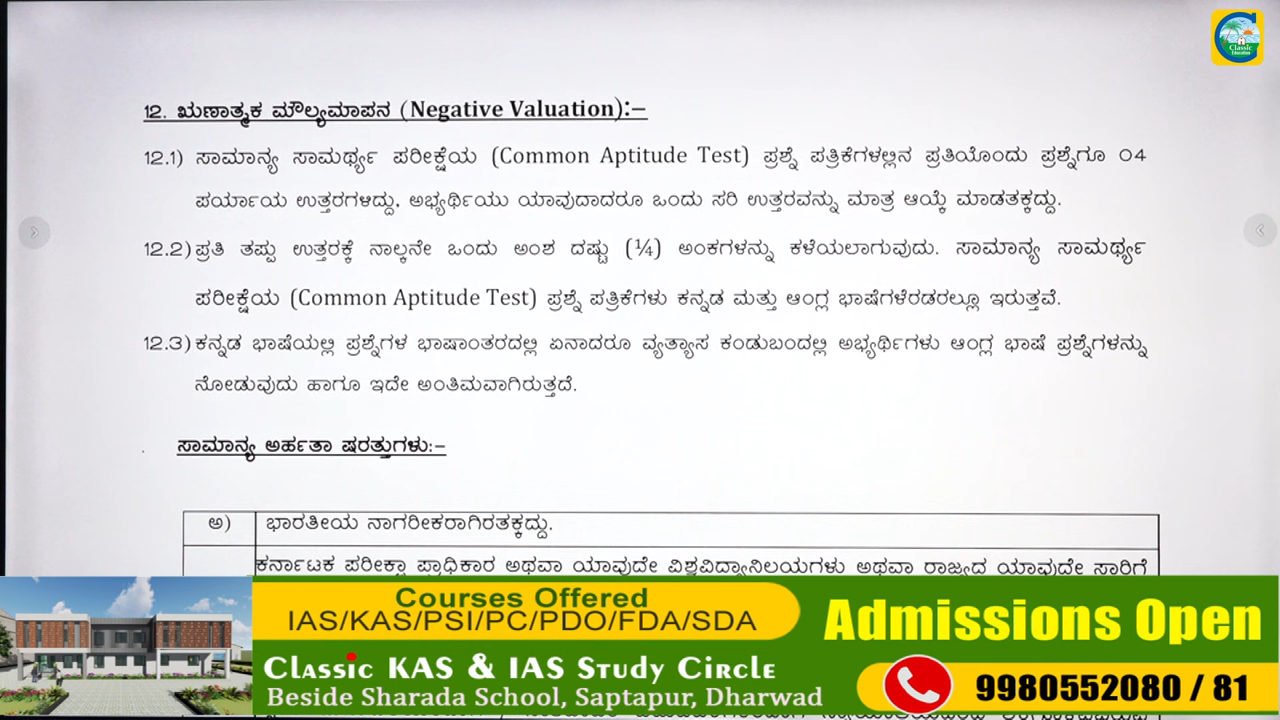 Classic
Education
12. ಋಣಾತ್ಮಕ ಮೌಲ್ಯಮಾಪನ (Negative Valuation):–
12.1) ಸಾಮಾನ್ಯ ಸಾಮರ್ಥ್ಯ ಪರೀಕ್ಷೆಯ (Common Aptitude Test) ಪ್ರಶ್ನೆ ಪತ್ರಿಕೆಗಳಲ್ಲಿನ ಪ್ರತಿಯೊಂದು ಪ್ರಶ್ನೆಗೂ 04
ಪರ್ಯಾಯ ಉತ್ತರಗಳಿದ್ದು, ಅಭ್ಯರ್ಥಿಯು ಯಾವುದಾದರೂ ಒಂದು ಸರಿ ಉತ್ತರವನ್ನು ಮಾತ್ರ ಆಯ್ಕೆ ಮಾಡತಕ್ಕದ್ದು.
12.2) ಪ್ರತಿ ತಪ್ಪು ಉತ್ತರಕ್ಕೆ ನಾಲ್ಕನೇ ಒಂದು ಅಂಶ ದಷ್ಟು (¼) ಅಂಕಗಳನ್ನು ಕಳೆಯಲಾಗುವುದು. ಸಾಮಾನ್ಯ ಸಾಮರ್ಥ್ಯ
ಪರೀಕ್ಷೆಯ (Common Aptitude Test) ಪ್ರಶ್ನೆ ಪತ್ರಿಕೆಗಳು ಕನ್ನಡ ಮತ್ತು ಆಂಗ್ಲ ಭಾಷೆಗಳೆರಡರಲ್ಲೂ ಇರುತ್ತವೆ.
12.3) ಕನ್ನಡ ಭಾಷೆಯಲ್ಲಿ ಪ್ರಶ್ನೆಗಳ ಭಾಷಾಂತರದಲ್ಲಿ ಏನಾದರೂ ವ್ಯತ್ಯಾಸ ಕಂಡುಬಂದಲ್ಲಿ ಅಭ್ಯರ್ಥಿಗಳು ಆಂಗ್ಲ ಭಾಷೆ ಪ್ರಶ್ನೆಗಳನ್ನು
ನೋಡುವುದು ಹಾಗೂ ಇದೇ ಅಂತಿಮವಾಗಿರುತ್ತದೆ.
ಸಾಮಾನ್ಯ ಅರ್ಹತಾ ಷರತ್ತುಗಳು:–
ಅ) ಭಾರತೀಯ ನಾಗರೀಕರಾಗಿರತಕ್ಕದ್ದು.
ಕರ್ನಾಟಕ ಪರೀಕ್ಷಾ ಪ್ರಾಧಿಕಾರ ಅಥವಾ ಯಾವುದೇ ವಿಶ್ವವಿದ್ಯಾನಿಲಯಗಳು ಅಥವಾ ರಾಜ್ಯದ ಯಾವುದೇ ಸಾರಿಗೆ
Courses Offered
IAS/KAS/PSI/PC/PDO/FDA/SDA
Admissions Open
Classic KAS & IAS Study Circle
Beside Sharada School, Saptapur, Dharwad
9980552080 / 81